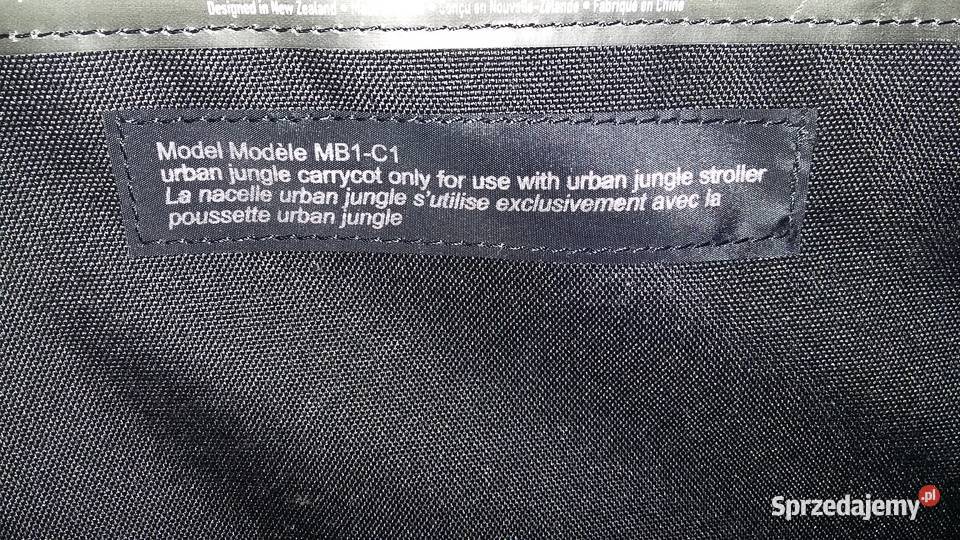 Designed in New Zealand • Conçu en Nouvelle-Zélande • Fabriqué en Chine
Model Modèle MB1-C1
urban jungle carrycot only for use with urban jungle stroller
La nacelle urban jungle s'utilise exclusivement avec la
poussette urban jungle
Sprzedajemy.pl